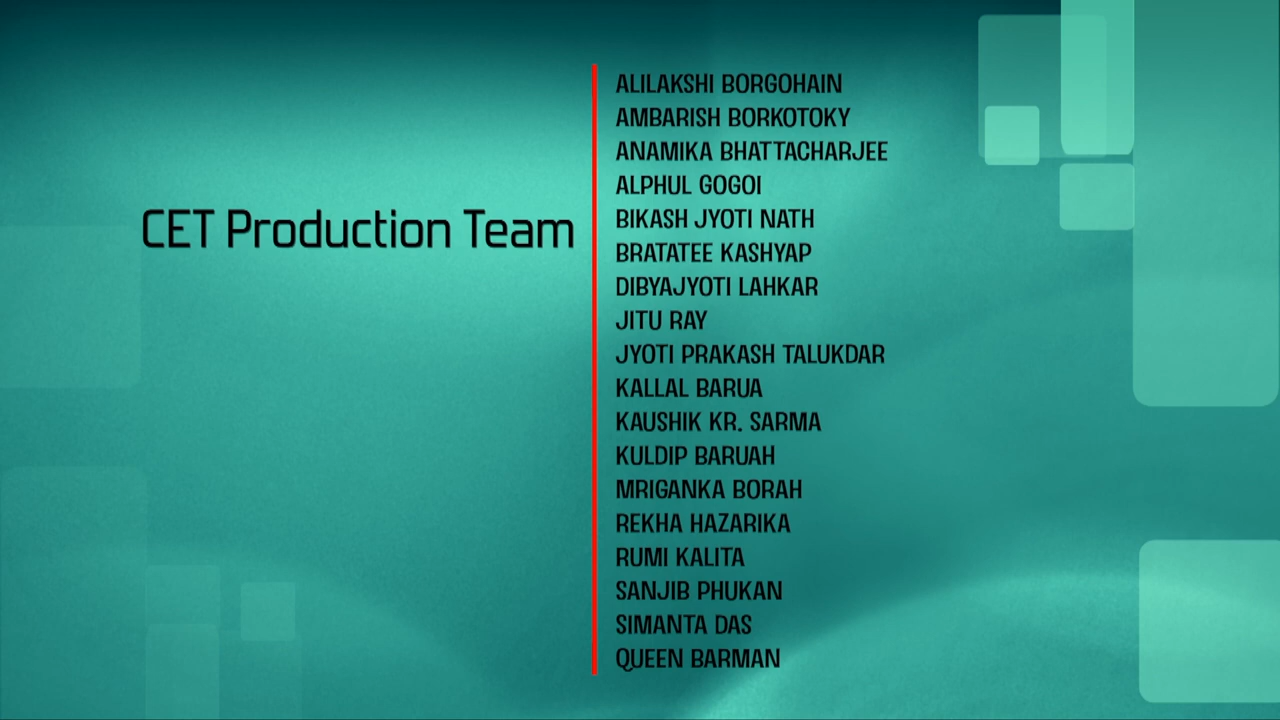 CET Production Team
ALILAKSHI BORGOHAIN
AMBARISH BORKOTOKY
ANAMIKA BHATTACHARJEE
ALPHUL GOGOI
BIKASH JYOTI NATH
BRATATEE KASHYAP
DIBYAJYOTI LAHKAR
JITU RAY
JYOTI PRAKASH TALUKDAR
KALLAL BARUA
KAUSHIK KR. SARMA
KULDIP BARUAH
MRIGANKA BORAH
REKHA HAZARIKA
RUMI KALITA
SANJIB PHUKAN
SIMANTA DAS
QUEEN BARMAN